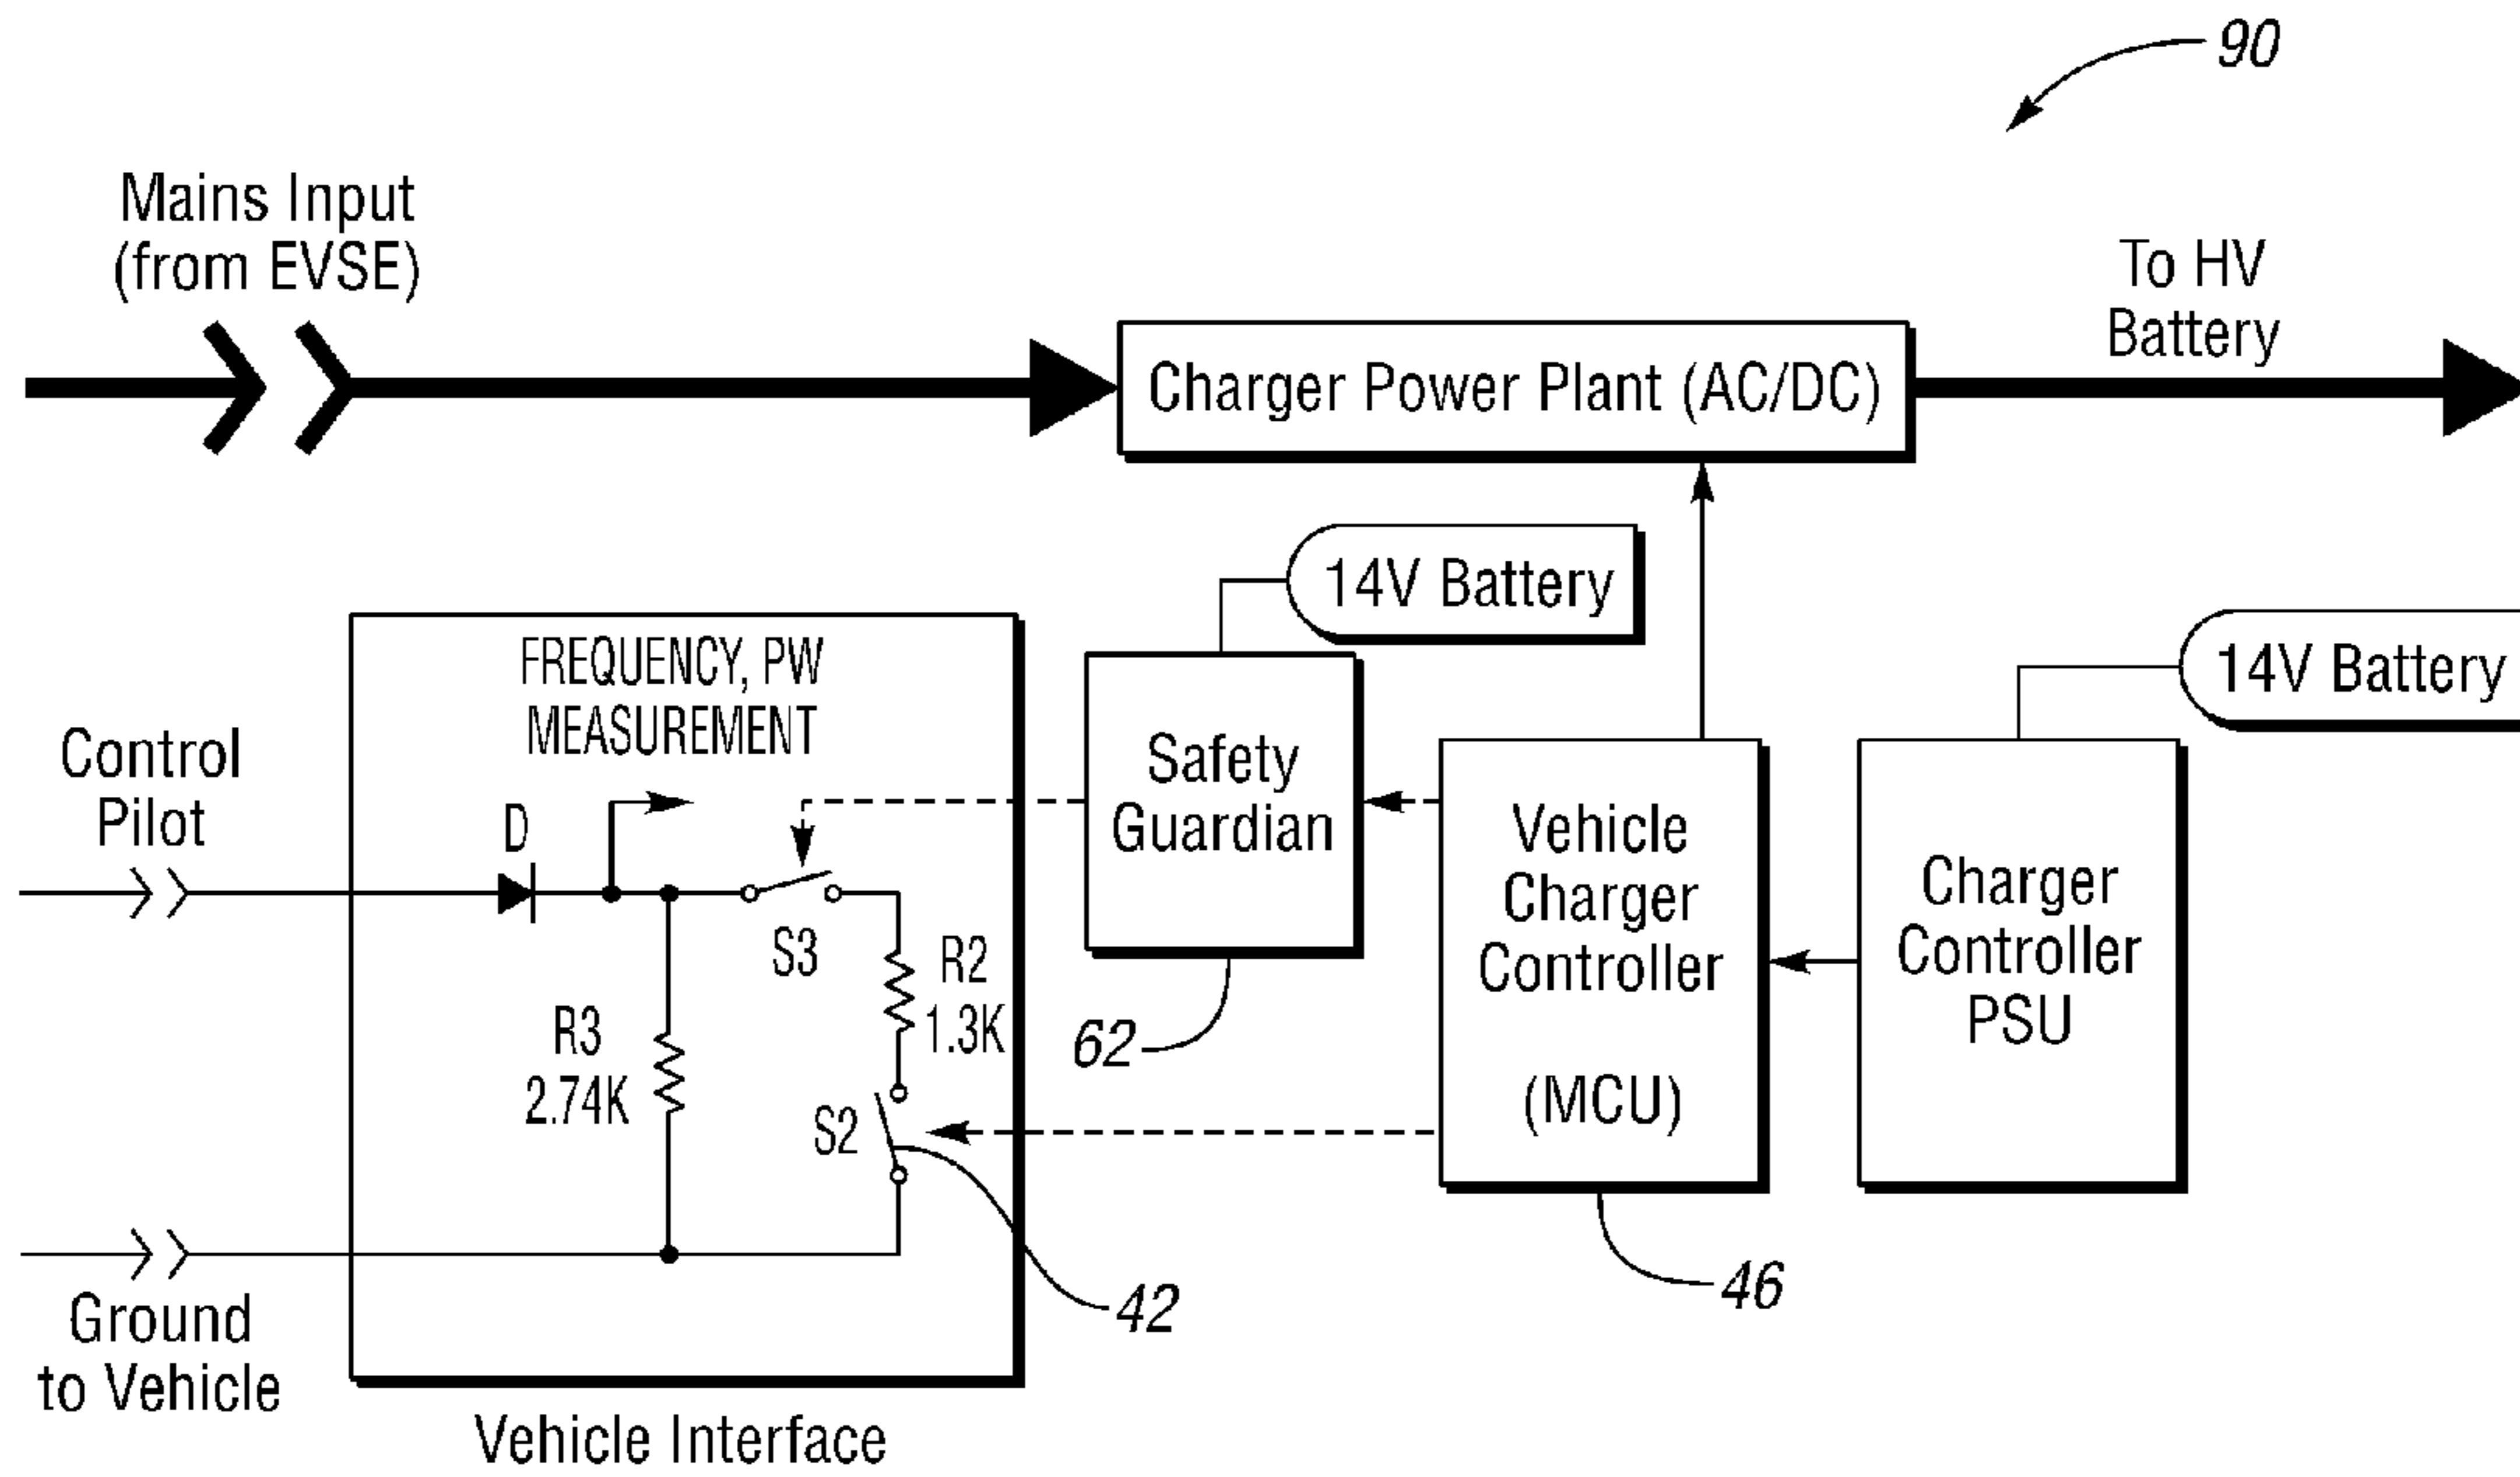 90
Mains Input
(from EVSE)
To HV
Battery
Charger Power Plant (AC/DC)
14V Battery
14V Battery
FREQUENCY, PW
MEASUREMENT
Control
Pilot
D
S3
R2
1.3K
R3
2.74K
S2
Safety
Guardian
62
Vehicle
Charger
Controller
(MCU)
Charger
Controller
PSU
42
46
Ground
to Vehicle
Vehicle Interface